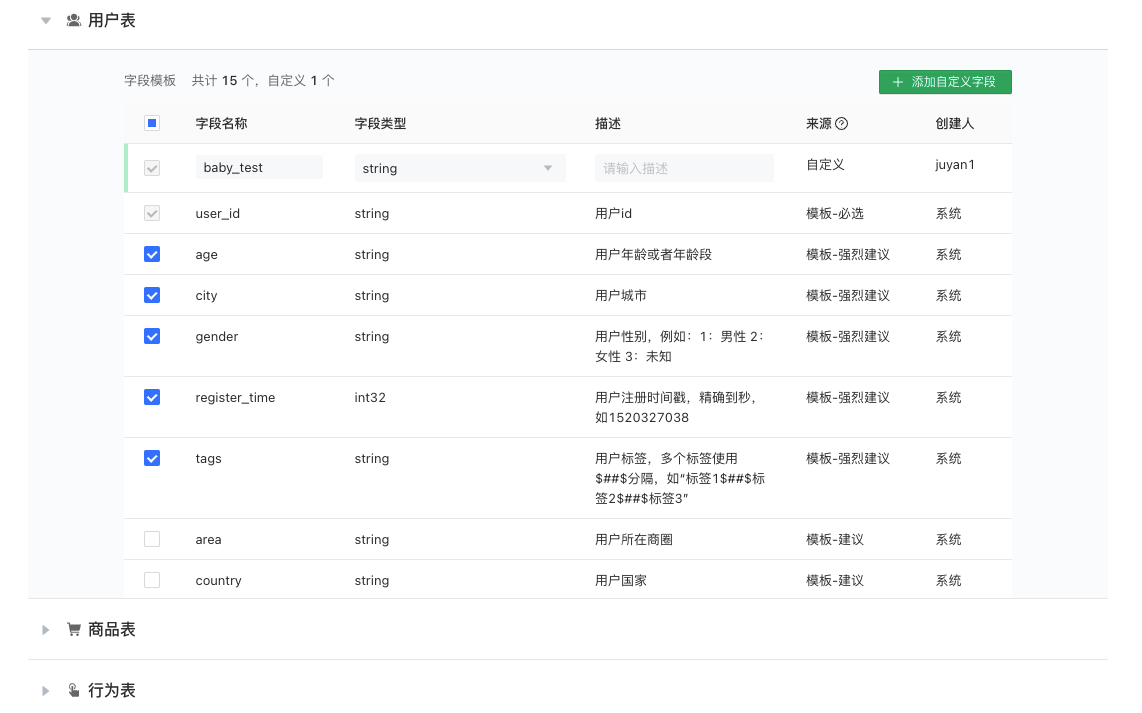 用户表
字段模板 共计 15 个，自定义 1 个 + 添加自定义字段
字段名称 字段类型 描述 来源 创建人
baby_test string 请输入描述 自定义 juyan1
user_id string 用户id 模板-必选 系统
age string 用户年龄或者年龄段 模板-强烈建议 系统
city string 用户城市 模板-强烈建议 系统
gender string 用户性别，例如：1：男性 2： 模板-强烈建议 系统
女性 3：未知
register_time int32 用户注册时间戳，精确到秒， 模板-强烈建议 系统
如1520327038
tags string 用户标签，多个标签使用 模板-强烈建议 系统
$##$分隔，如"标签1$##$标
签2$##$标签3"
area string 用户所在商圈 模板-建议 系统
country string 用户国家 模板-建议 系统
商品表
行为表